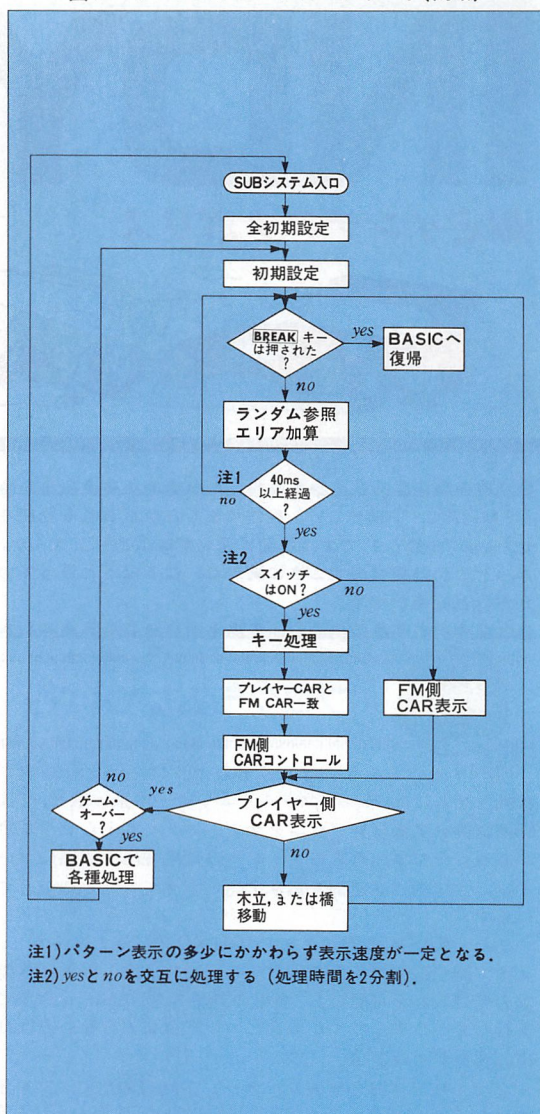 SUBシステム入口
全初期設定
初期設定
BREAK キー
は押された
?
yes
BASICへ
復帰
no
ランダム参照
エリア加算
注1
no
40ms
以上経過
?
yes
注2
スイッチ
はON?
no
yes
キー処理
プレイヤーCARと
FM CAR一致
FM側
CAR表示
FM側
CARコントロール
no
ゲーム・
オーバー
?
yes
プレイヤー側
CAR表示
yes
no
BASICで
各種処理
木立,または橋
移動
注1)パターン表示の多少にかかわらず表示速度が一定となる.
注2)yesとnoを交互に処理する(処理時間を2分割).